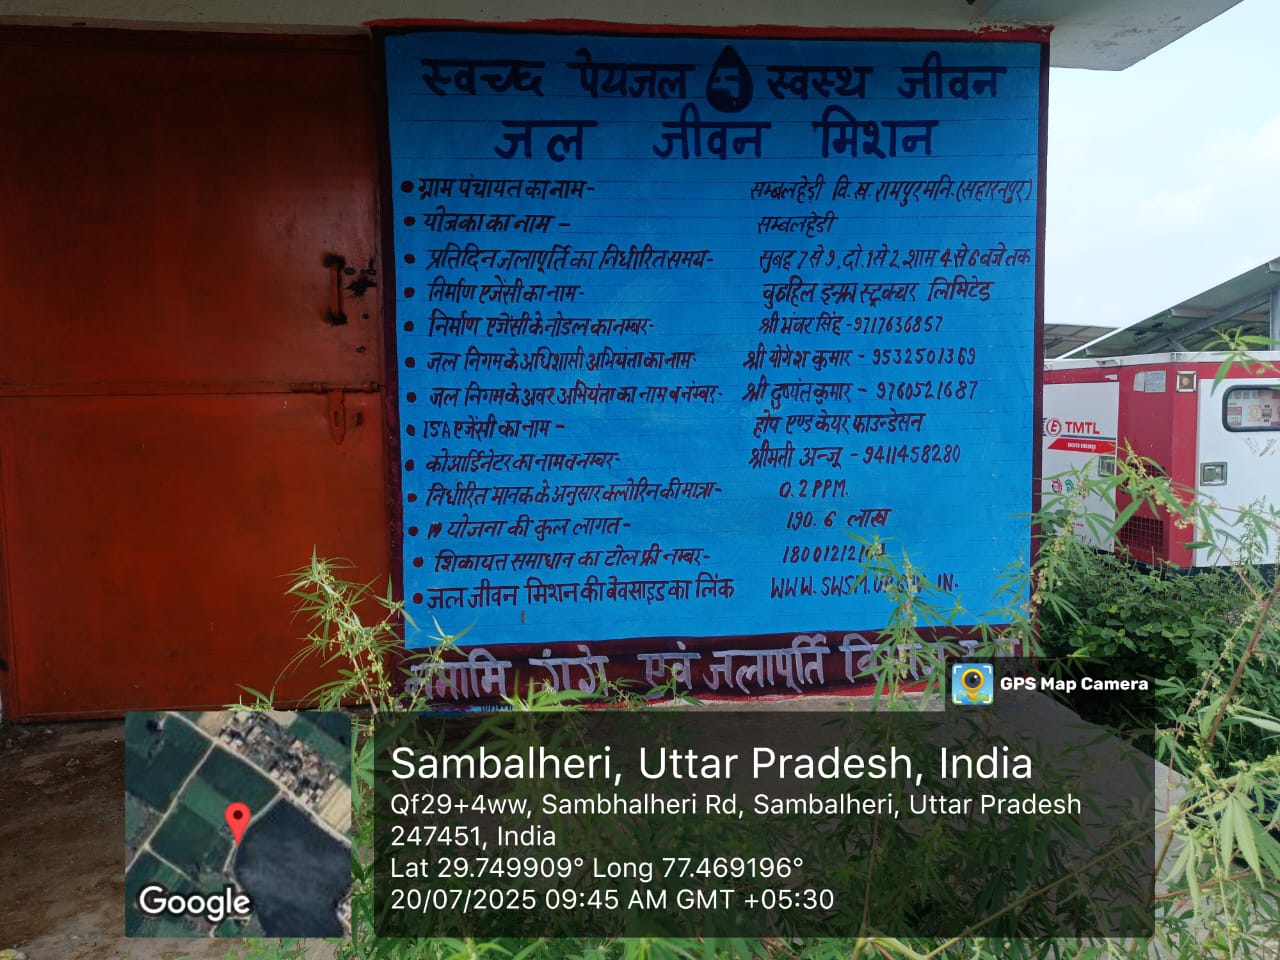 स्वच्छ पेयजल स्वस्थ जीवन
जल जीवन मिशन
• ग्राम पंचायत का नाम- सम्बलहेडी वि.ख. रामपुर मनि.(सहारनपुर)
• योजका का नाम - सम्बलहेडी
• प्रतिदिन जलापूर्ति का निर्धारित समय- सुबह 7 से 9, दो.1 से 2 शाम 4 से 6 बजे तक
• निर्माण एजेंसी का नाम- वुडहिल इन्फ्रा स्ट्रक्चर लिमिटेड
• निर्माण एजेंसी के नोडल का नम्बर- श्री भंवर सिंह -9717636857
• जल निगम के अधिशासी अभियंता का नाम- श्री योगेश कुमार - 9532501369
• जल निगम के अवर अभियंता का नाम व नंम्बर- श्री दुष्यंत कुमार - 9760521687
• ISA एजेंसी का नाम - होप एण्ड केयर फाउन्डेसन
• कोआर्डिनेटर का नाम व नम्बर- श्रीमती अन्जू - 9411458280
• निर्धारित मानक के अनुसार क्लोरिन की मात्रा- 0.2 PPM.
• योजना की कुल लागत- 190.6 लाख
• शिकायत समाधान का टोल फ्री नम्बर-
• जल जीवन मिशन की बेवसाइड का लिंक
नमामि गंगे एवं जलापूर्ति
TMTL
GPS Map Camera
Sambalheri, Uttar Pradesh, India
Qf29+4ww, Sambhalheri Rd, Sambalheri, Uttar Pradesh
247451, India
Lat 29.749909° Long 77.469196°
20/07/2025 09:45 AM GMT +05:30
Google